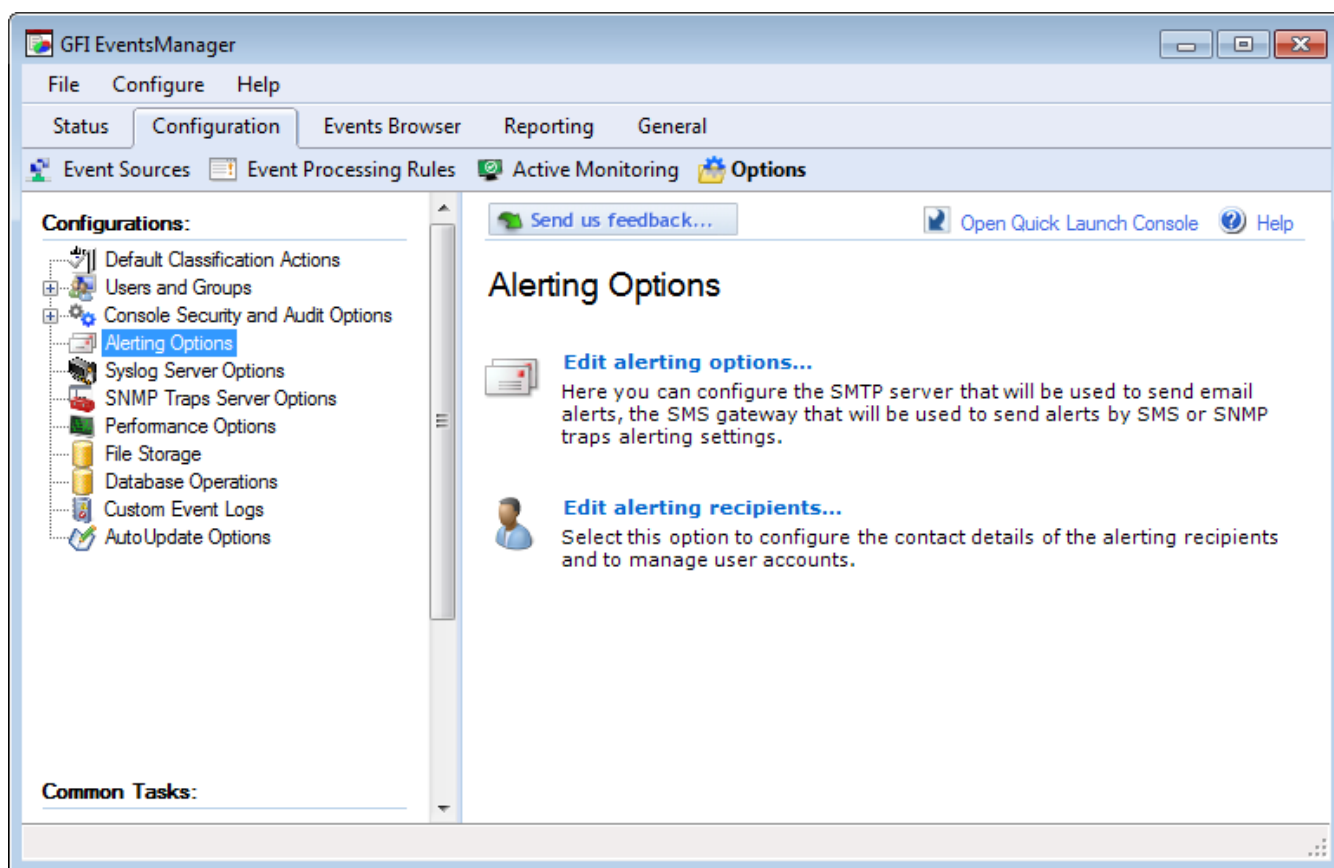 GFI EventsManager
File Configure Help
Status Configuration Events Browser Reporting General
Event Sources Event Processing Rules Active Monitoring Options
Configurations:
Default Classification Actions
Users and Groups
Console Security and Audit Options
Alerting Options
Syslog Server Options
SNMP Traps Server Options
Performance Options
File Storage
Database Operations
Custom Event Logs
AutoUpdate Options
Common Tasks:
Send us feedback... Open Quick Launch Console Help
Alerting Options
Edit alerting options...
Here you can configure the SMTP server that will be used to send email
alerts, the SMS gateway that will be used to send alerts by SMS or SNMP
traps alerting settings.
Edit alerting recipients...
Select this option to configure the contact details of the alerting recipients
and to manage user accounts.